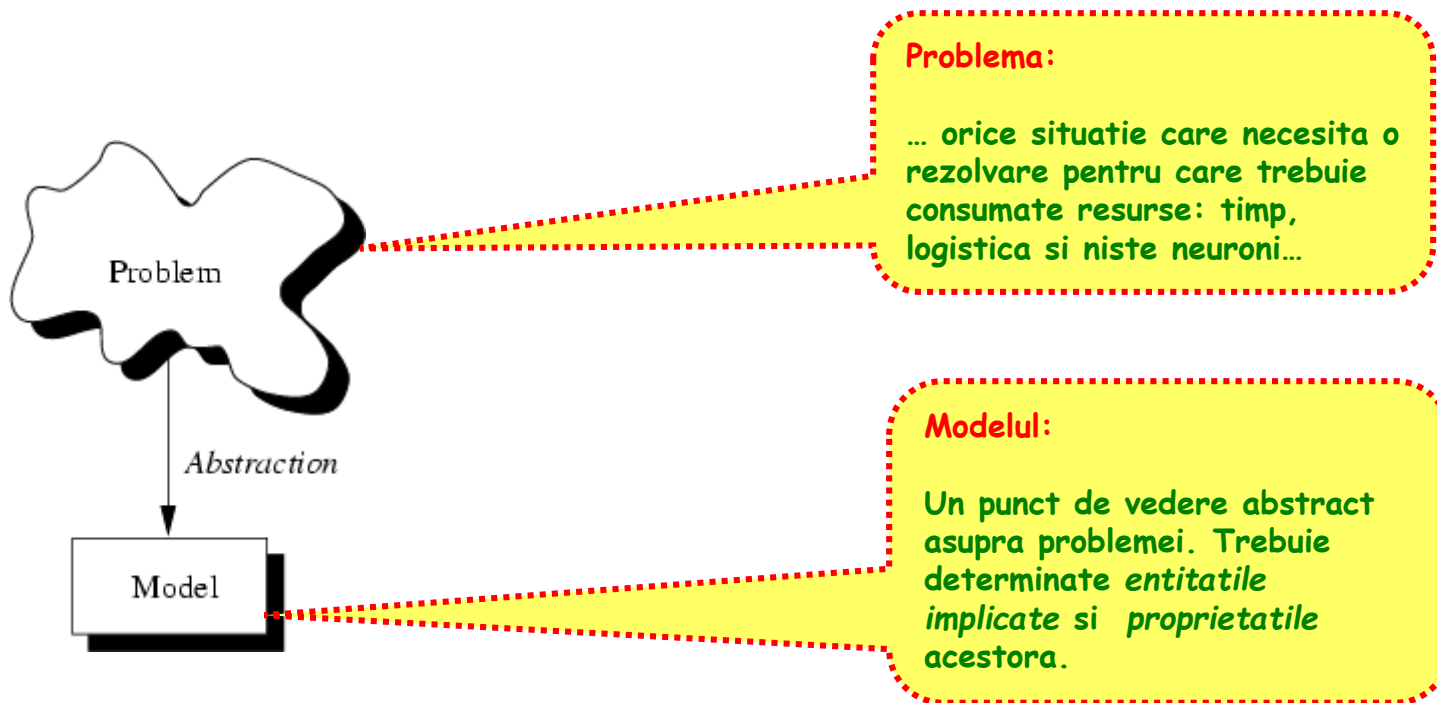 Problema:
… orice situatie care necesita o
rezolvare pentru care trebuie
consumate resurse: timp,
logistica si niste neuroni…
Problem
Abstraction
Model
Modelul:
Un punct de vedere abstract
asupra problemei. Trebuie
determinate entitatile
implicate si proprietatile
acestora.